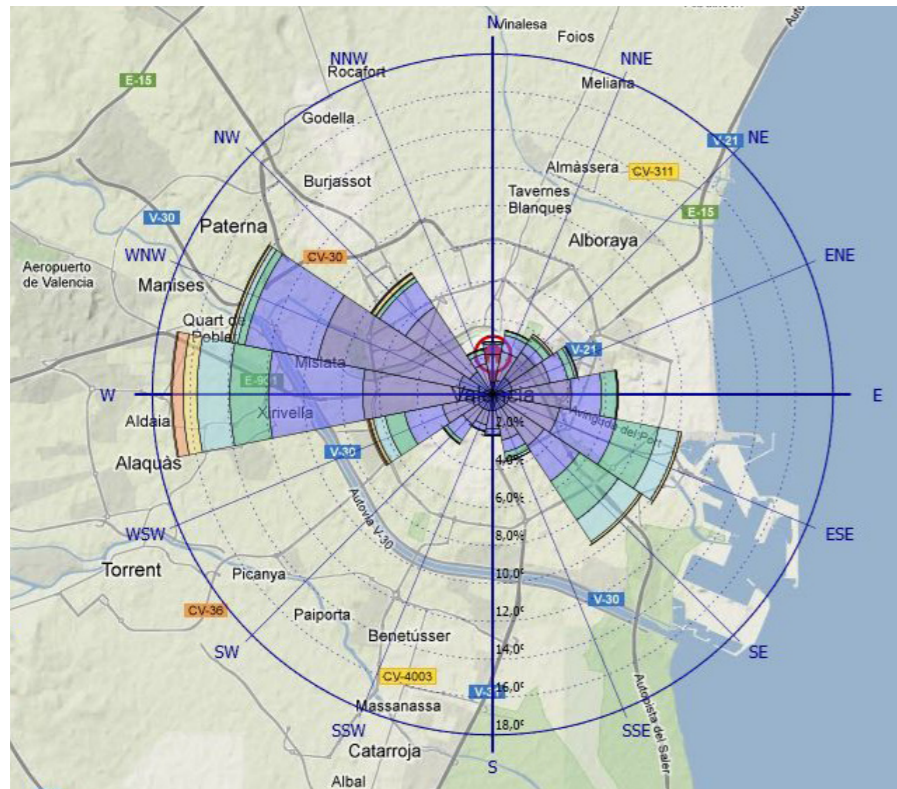 N
Vinalesa
Foios
NNW
NNE
Rocafort
Meliana
E-15
Godella
NW
V-21
NE
Almàssera
CV-311
Burjassot
Tavernes
Blanques
E-15
V-30
Paterna
Alboraya
WNW
CV-30
ENE
Aeropuerto
de Valencia
Manises
Quart de
Poble
V-21
Mislata
E-901
W
Valencia
E
Xirivella
Aldaia
2,0%
Avinguda del Port
V-30
Alaquàs
4,0%
6,0%
Autovía V-30
WSW
8,0%
ESE
Torrent
Picanya
10,0%
V-30
CV-36
Paiporta
12,0%
Benetússer
SW
14,0%
SE
CV-4003
16,0%
V-31
Autopista del Saler
Massanassa
SSW
18,0%
SSE
Catarroja
S
Albal